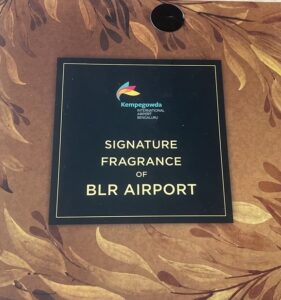 Kempegowda
INTERNATIONAL
AIRPORT
BENGALURU
SIGNATURE
FRAGRANCE
OF
BLR AIRPORT